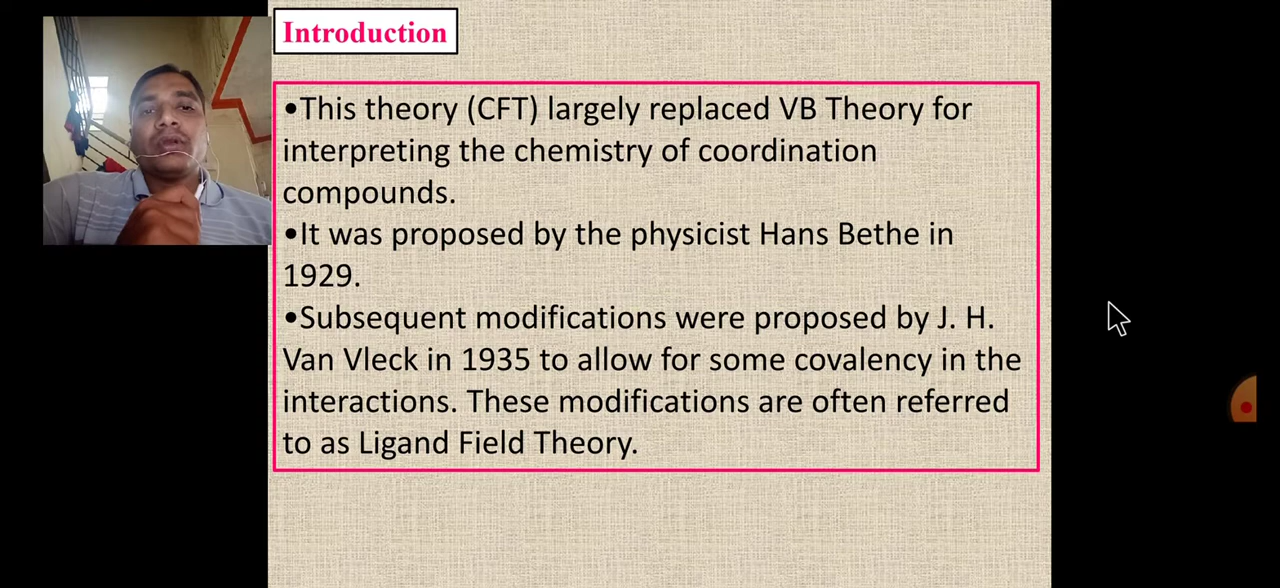 Introduction
•This theory (CFT) largely replaced VB Theory for
interpreting the chemistry of coordination
compounds.
•It was proposed by the physicist Hans Bethe in
1929.
•Subsequent modifications were proposed by J. H.
Van Vleck in 1935 to allow for some covalency in the
interactions. These modifications are often referred
to as Ligand Field Theory.